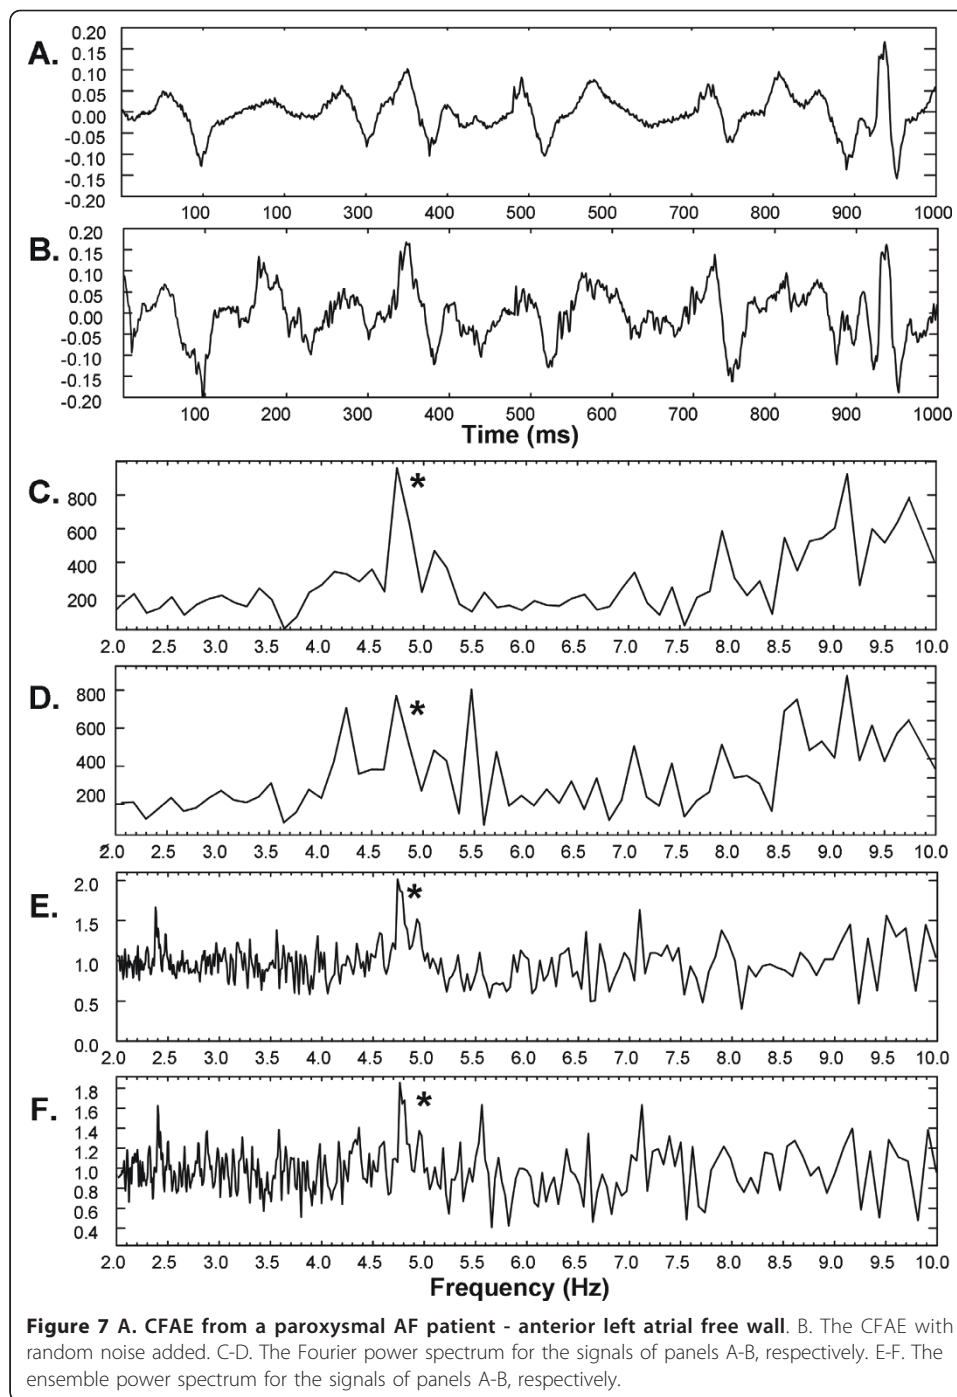 A.
0.20
0.15
0.10
0.05
0.00
-0.05
-0.10
-0.15
-0.20
100 100 300 400 500 500 700 800 900 1000
B.
0.20
0.15
0.10
0.05
0.00
-0.05
-0.10
-0.15
-0.20
100 200 300 400 500 600 700 800 900 1000
Time (ms)
C.
800
600
400
200
*
2.0 2.5 3.0 3.5 4.0 4.5 5.0 5.5 6.0 6.5 7.0 7.5 8.0 8.5 9.0 9.5 10.0
D.
800
600
400
200
*
2.0 2.5 3.0 3.5 4.0 4.5 5.0 5.5 6.0 6.5 7.0 7.5 8.0 8.5 9.0 9.5 10.0
E.
2.0
1.5
1.0
0.5
0.0
*
2.0 2.5 3.0 3.5 4.0 4.5 5.0 5.5 6.0 6.5 7.0 7.5 8.0 8.5 9.0 9.5 10.0
F.
1.8
1.6
1.4
1.2
1.0
0.8
0.6
0.4
*
2.0 2.5 3.0 3.5 4.0 4.5 5.0 5.5 6.0 6.5 7.0 7.5 8.0 8.5 9.0 9.5 10.0
Frequency (Hz)
Figure 7 A. CFAE from a paroxysmal AF patient - anterior left atrial free wall. B. The CFAE with
random noise added. C-D. The Fourier power spectrum for the signals of panels A-B, respectively. E-F. The
ensemble power spectrum for the signals of panels A-B, respectively.